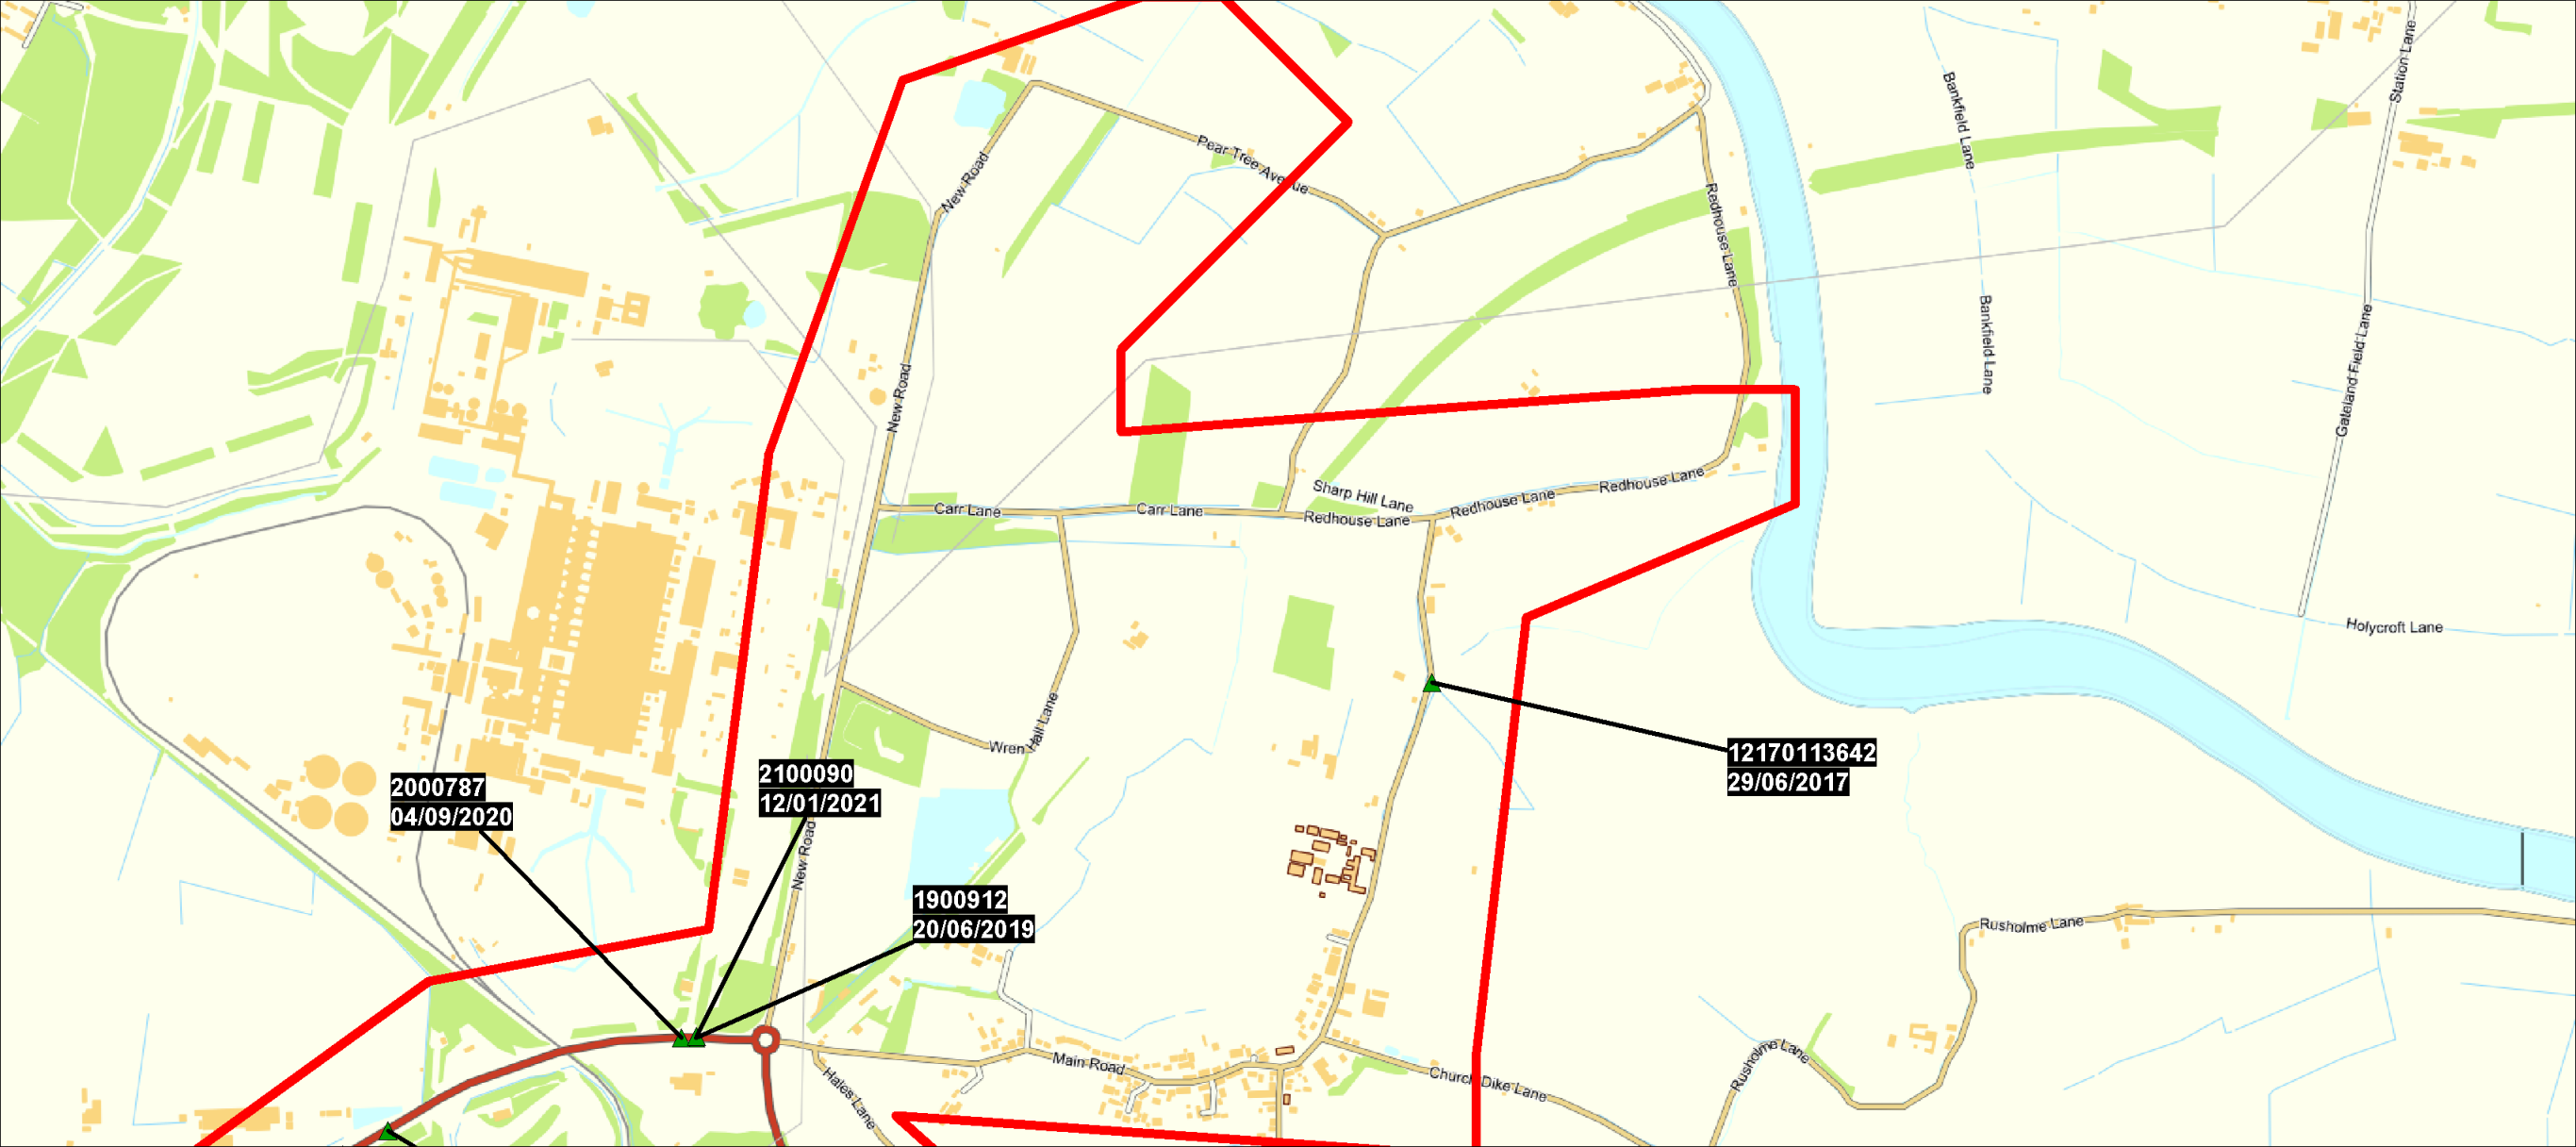 Station Lane
Bankfield Lane
Pear Tree Avenue
New Road
Redhouse Lane
Bankfield Lane
Gateland Field Lane
New Road
Sharp Hill Lane
Redhouse Lane
Redhouse Lane
Carr Lane
Carr Lane
Redhouse Lane
Holycroft Lane
Wren Hall Lane
12170113642
29/06/2017
2100090
12/01/2021
2000787
04/09/2020
New Road
1900912
20/06/2019
Rusholme Lane
Main Road
Rusholme Lane
Hales Lane
Church Dike Lane